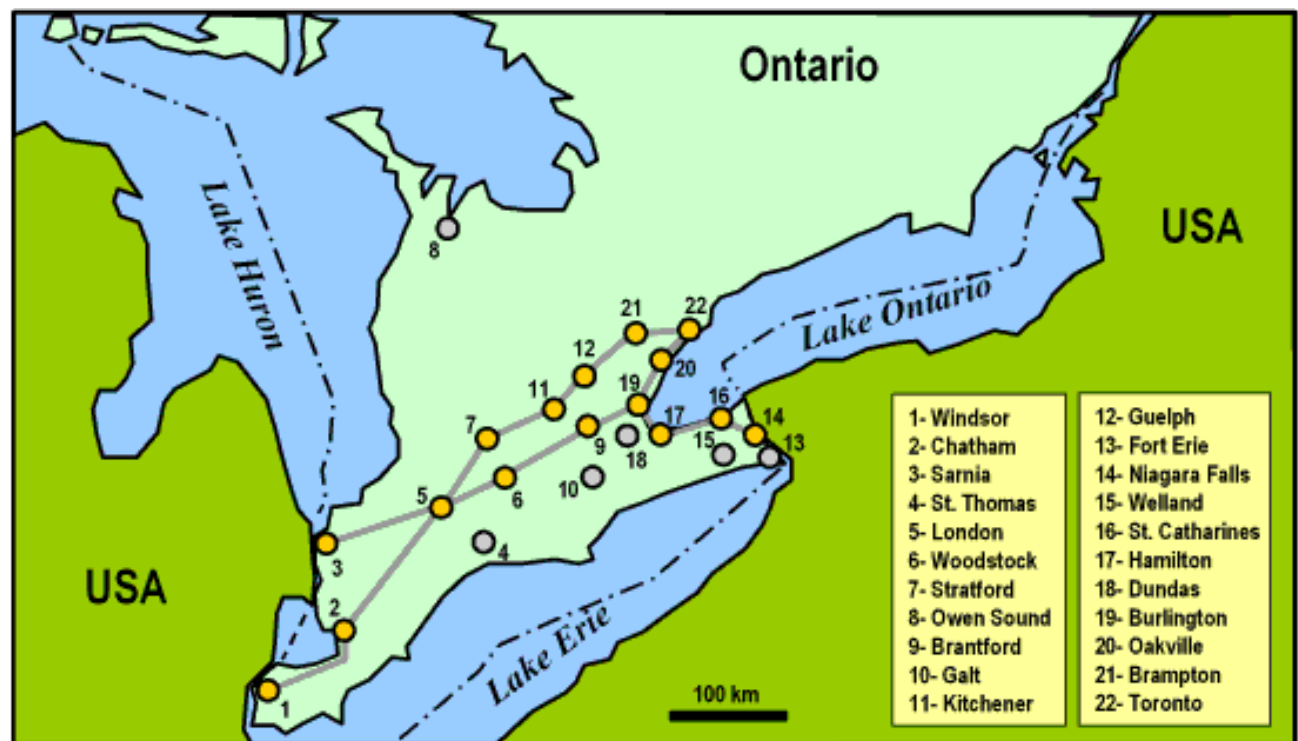 Ontario
USA
Lake Huron
Lake Ontario
8
21
22
12
20
19
11
16
14
7
17
9
15
13
18
5
6
10
4
3
USA
2
Lake Erie
1
100 km
1- Windsor
2- Chatham
3- Sarnia
4- St. Thomas
5- London
6- Woodstock
7- Stratford
8- Owen Sound
9- Brantford
10- Galt
11- Kitchener
12- Guelph
13- Fort Erie
14- Niagara Falls
15- Welland
16- St. Catharines
17- Hamilton
18- Dundas
19- Burlington
20- Oakville
21- Brampton
22- Toronto